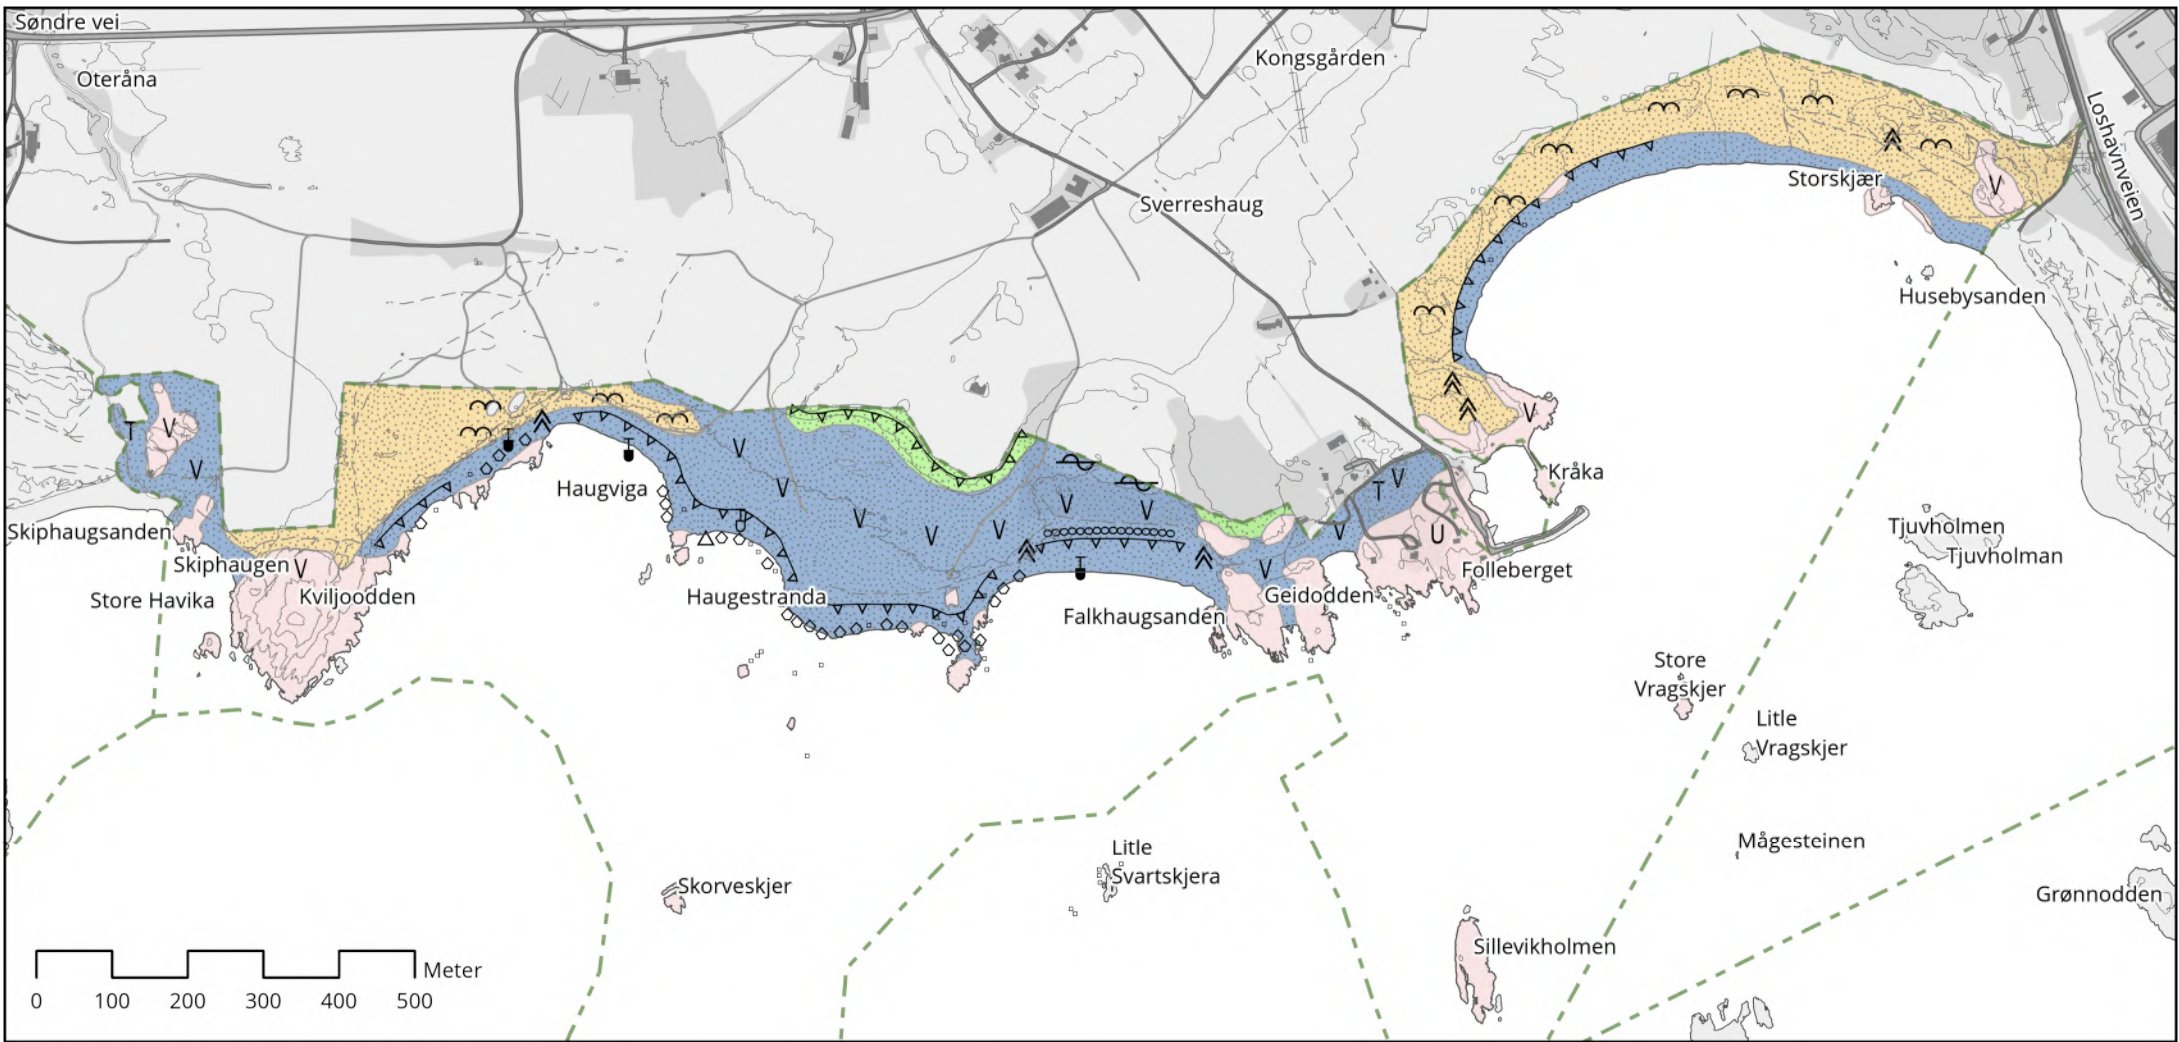 Søndre vei
Oteråna
Kongsgården
Loshavnveien
Storskjær
Sverreshaug
Husebysanden
Kråka
Haugviga
Skiphaugsanden
Tjuvholmen
Tjuvholman
Skiphaugen
Folleberget
Store Havika
Kviljoodden
Haugestranda
Geidodden
Falkhaugsanden
Store
Vragskjer
Litle
Vragskjer
Mågesteinen
Litle
Svartskjera
Skorveskjer
Grønnodden
Sillevikholmen
Meter
0 100 200 300 400 500
T
V
V
V
V
V
V
V
V
V
V
V
V
T
V
U
V
V